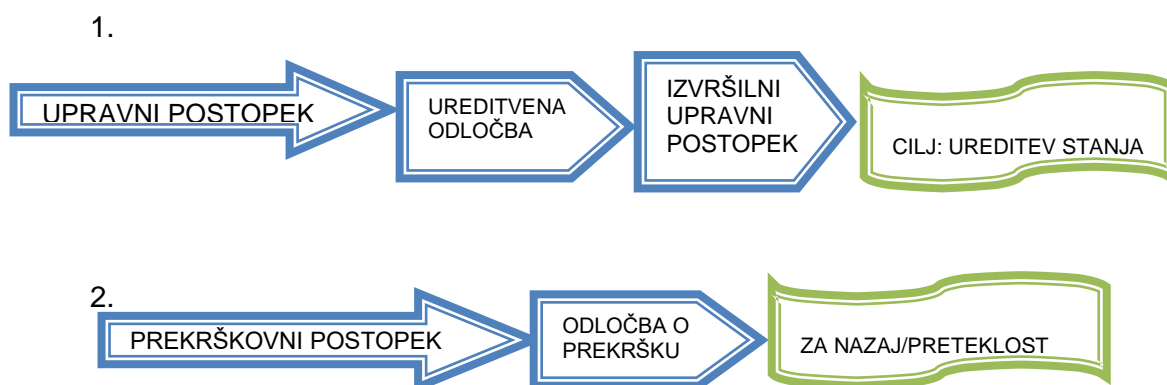 1.
UPRAVNI POSTOPEK
UREDITVENA
ODLOČBA
IZVRŠILNI
UPRAVNI
POSTOPEK
CILJ: UREDITEV STANJA
2.
PREKRŠKOVNI POSTOPEK
ODLOČBA O
PREKRŠKU
ZA NAZAJ/PRETEKLOST